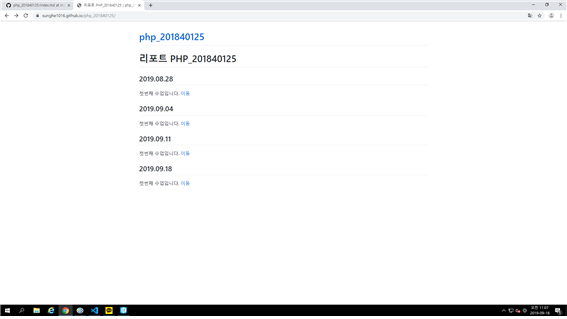 php_201840125/index.md at m
리포트 PHP_201840125 | php_
sunghe1016.github.io/php_201840125/
php_201840125
리포트 PHP_201840125
2019.08.28
첫번째 수업입니다. 이동
2019.09.04
첫번째 수업입니다. 이동
2019.09.11
첫번째 수업입니다. 이동
2019.09.18
첫번째 수업입니다. 이동
오전 11:07
2019-09-18